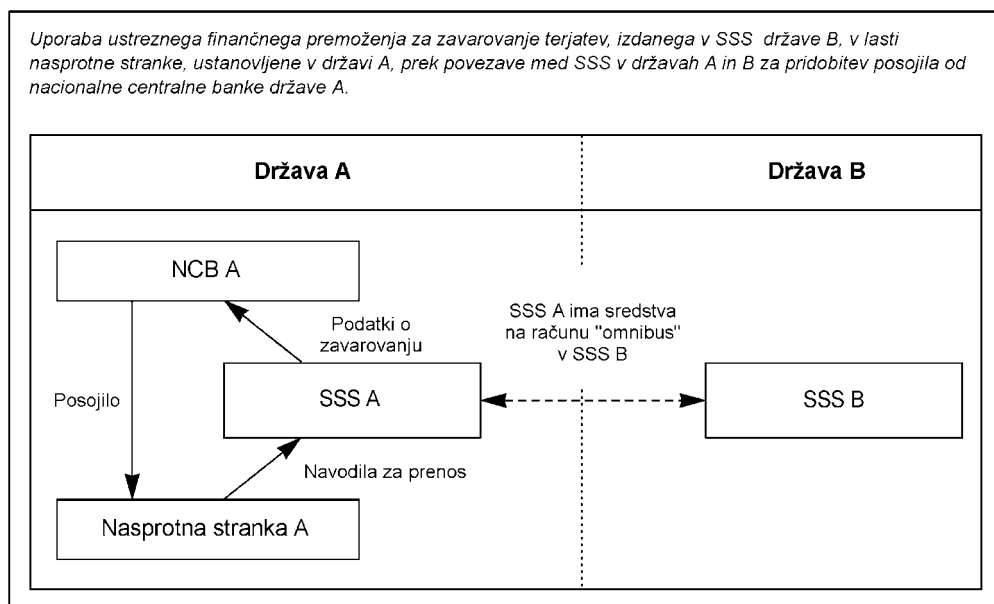 Uporaba ustreznega finančnega premoženja za zavarovanje terjatev, izdanega v SSS države B, v lasti
nasprotne stranke, ustanovljene v državi A, prek povezave med SSS v državah A in B za pridobitev posojila od
nacionalne centralne banke države A.
Država A
Država B
NCB A
Podatki o
zavarovanju
SSS A ima sredstva
na računu "omnibus"
v SSS B
Posojilo
SSS A
SSS B
Navodila za prenos
Nasprotna stranka A